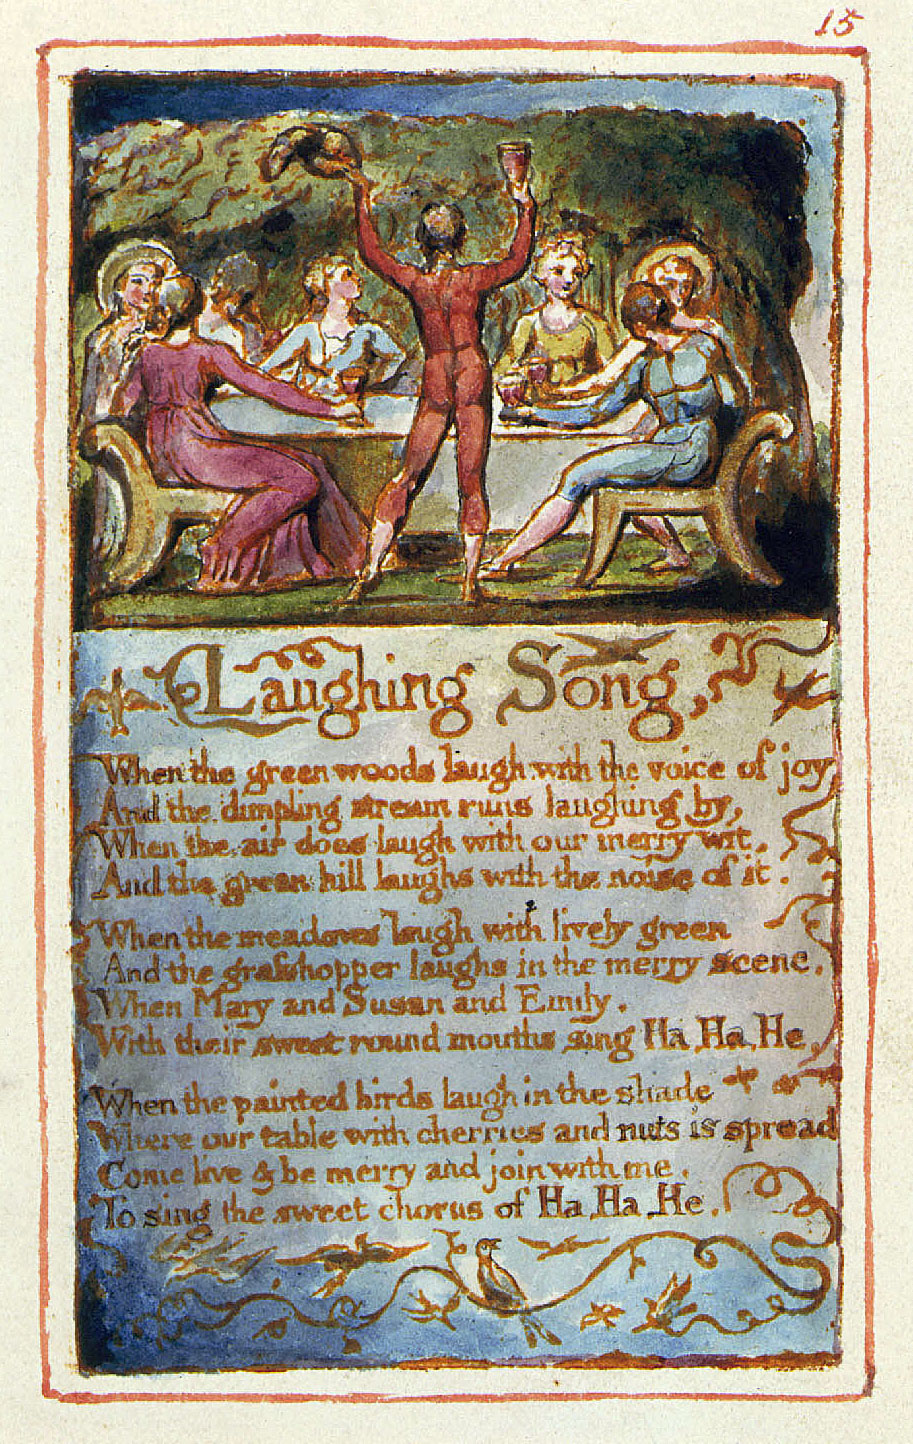 15
Laughing Song,
When the green woods laugh with the voice of joy
And the dimpling stream runs laughing by,
When the air does laugh with our merry wit,
And the green hill laughs with the noise of it.
When the meadows laugh with lively green
And the grasshopper laughs in the merry scene.
When Mary and Susan and Emily.
With their sweet round mouths sing Ha, Ha, He.
When the painted birds laugh in the shade
Where our table with cherries and nuts is spread
Come live & be merry and join with me.
To sing the sweet chorus of Ha, Ha, He.